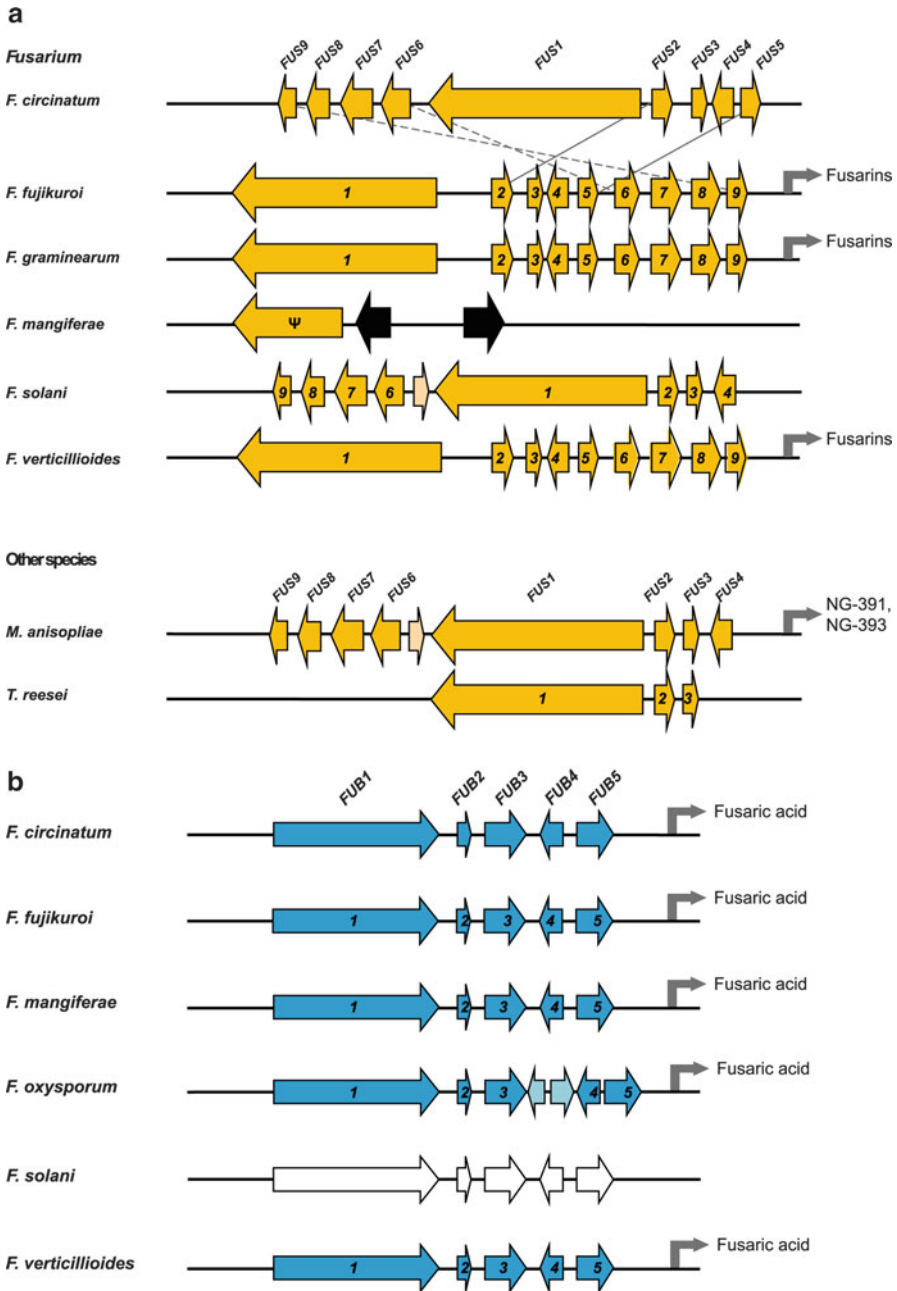 a
Fusarium
FUS9 FUS8 FUS7 FUS6 FUS1 FUS2 FUS3 FUS4 FUS5
F. circinatum
F. fujikuroi 1 2 3 4 5 6 7 8 9 Fusarins
F. graminearum 1 2 3 4 5 6 7 8 9 Fusarins
F. mangiferae Ψ
F. solani 9 8 7 6 1 2 3 4
F. verticillioides 1 2 3 4 5 6 7 8 9 Fusarins
Other species
FUS9 FUS8 FUS7 FUS6 FUS1 FUS2 FUS3 FUS4
M. anisopliae NG-391,
NG-393
T. reesei 1 2 3
b
FUB1 FUB2 FUB3 FUB4 FUB5
F. circinatum Fusaric acid
F. fujikuroi 1 2 3 4 5 Fusaric acid
F. mangiferae 1 2 3 4 5 Fusaric acid
F. oxysporum 1 2 3 4 5 Fusaric acid
F. solani
F. verticillioides 1 2 3 4 5 Fusaric acid